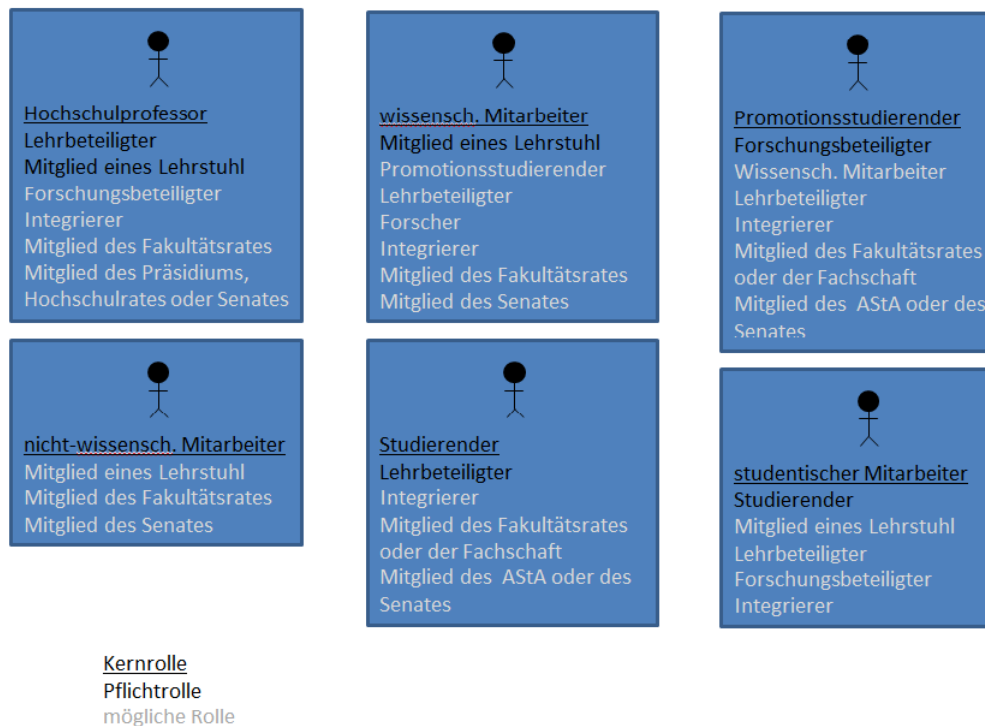 Hochschulprofessor
Lehrbeteiligter
Mitglied eines Lehrstuhl
Forschungsbeteiligter
Integrierer
Mitglied des Fakultätsrates
Mitglied des Präsidiums,
Hochschulrates oder Senates
wissensch. Mitarbeiter
Mitglied eines Lehrstuhl
Promotionsstudierender
Lehrbeteiligter
Forscher
Integrierer
Mitglied des Fakultätsrates
Mitglied des Senates
Promotionsstudierender
Forschungsbeteiligter
Wissensch. Mitarbeiter
Lehrbeteiligter
Integrierer
Mitglied des Fakultätsrates
oder der Fachschaft
Mitglied des AStA oder des
Senates
nicht-wissensch. Mitarbeiter
Mitglied eines Lehrstuhl
Mitglied des Fakultätsrates
Mitglied des Senates
Studierender
Lehrbeteiligter
Integrierer
Mitglied des Fakultätsrates
oder der Fachschaft
Mitglied des AStA oder des
Senates
studentischer Mitarbeiter
Studierender
Mitglied eines Lehrstuhl
Lehrbeteiligter
Forschungsbeteiligter
Integrierer
Kernrolle
Pflichtrolle
mögliche Rolle